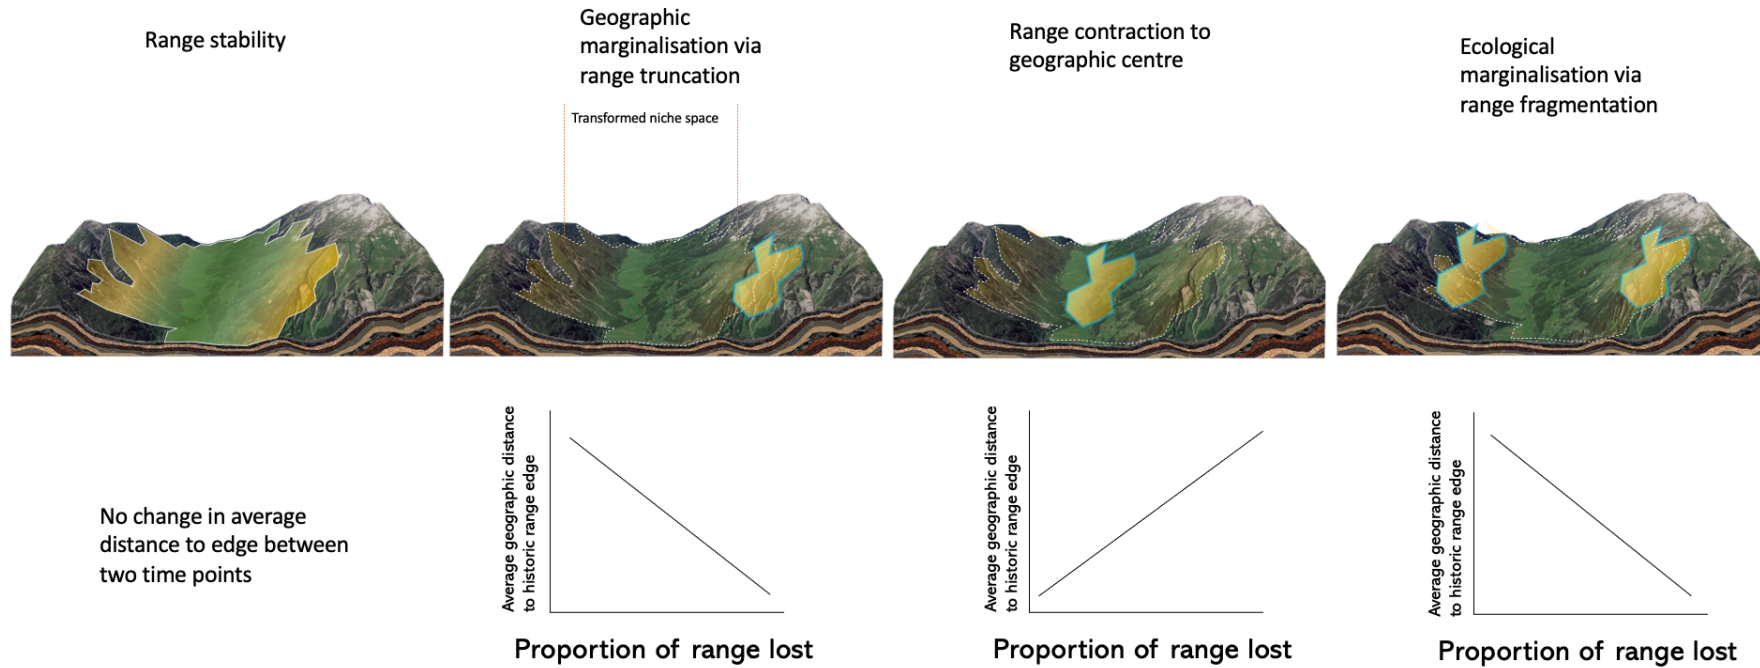 Range stability
Geographic
marginalisation via
range truncation
Transformed niche space
Range contraction to
geographic centre
Ecological
marginalisation via
range fragmentation
No change in average
distance to edge between
two time points
Average geographic distance
to historic range edge
Proportion of range lost
Average geographic distance
to historic range edge
Proportion of range lost
Average geographic distance
to historic range edge
Proportion of range lost